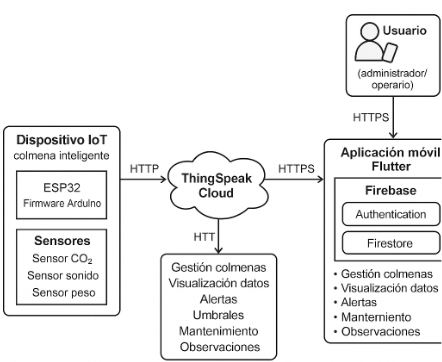 Usuario
(administrador/
operario)
HTTPS
Dispositivo IoT
colmena inteligente
ESP32
Firmware Arduino
Sensores
Sensor CO₂
Sensor sonido
Sensor peso
HTTP
ThingSpeak
Cloud
HTTPS
HTT
Gestión colmenas
Visualización datos
Alertas
Umbrales
Mantenimiento
Observaciones
Aplicación móvil
Flutter
Firebase
Authentication
Firestore
• Gestión colmenas
• Visualización datos
• Alertas
• Manterniento
• Observaciones